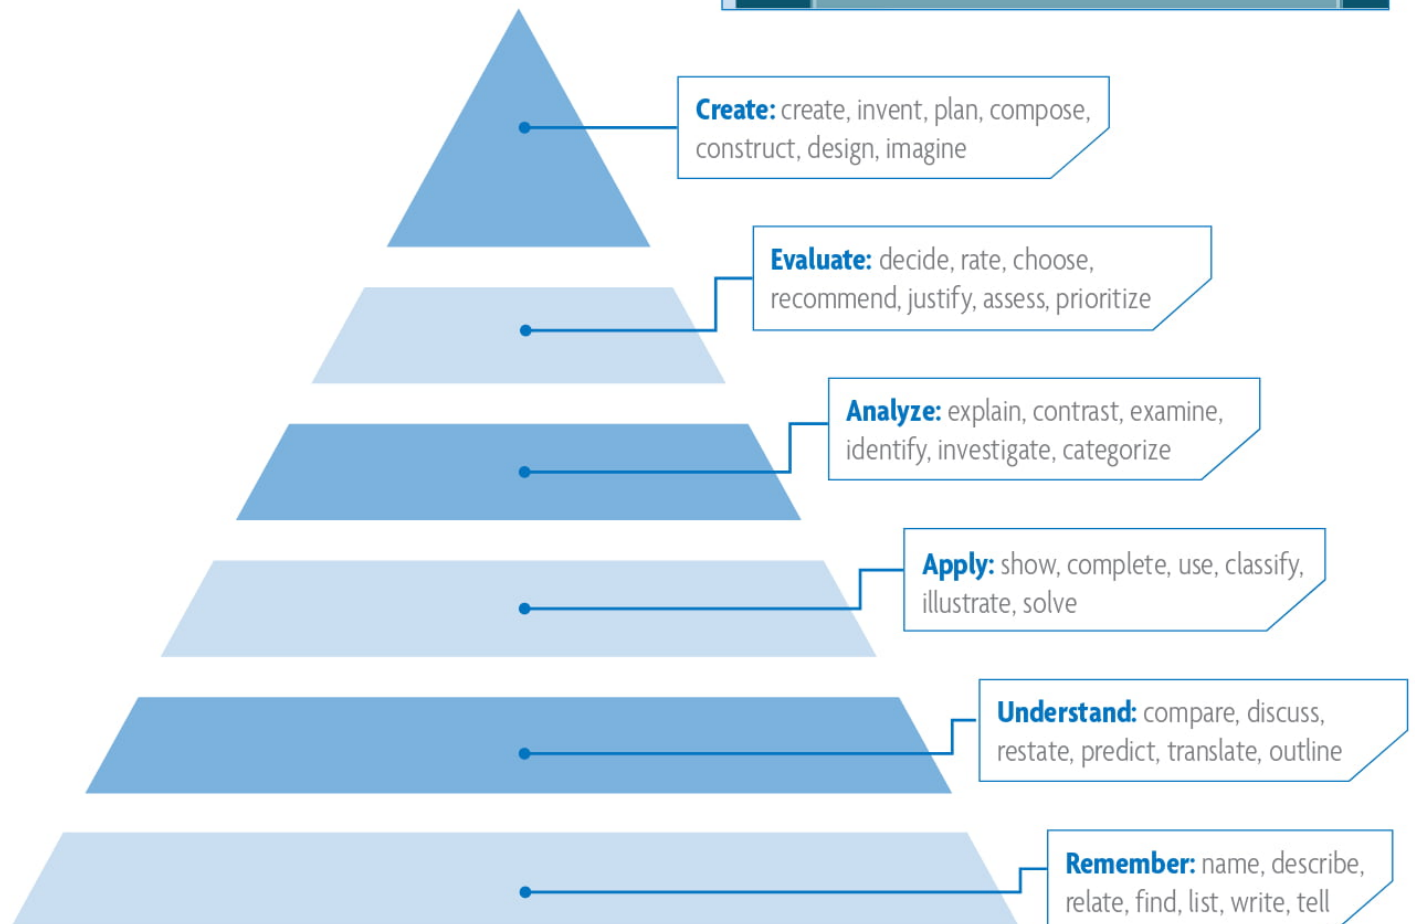 Create: create, invent, plan, compose,
construct, design, imagine
Evaluate: decide, rate, choose,
recommend, justify, assess, prioritize
Analyze: explain, contrast, examine,
identify, investigate, categorize
Apply: show, complete, use, classify,
illustrate, solve
Understand: compare, discuss,
restate, predict, translate, outline
Remember: name, describe,
relate, find, list, write, tell